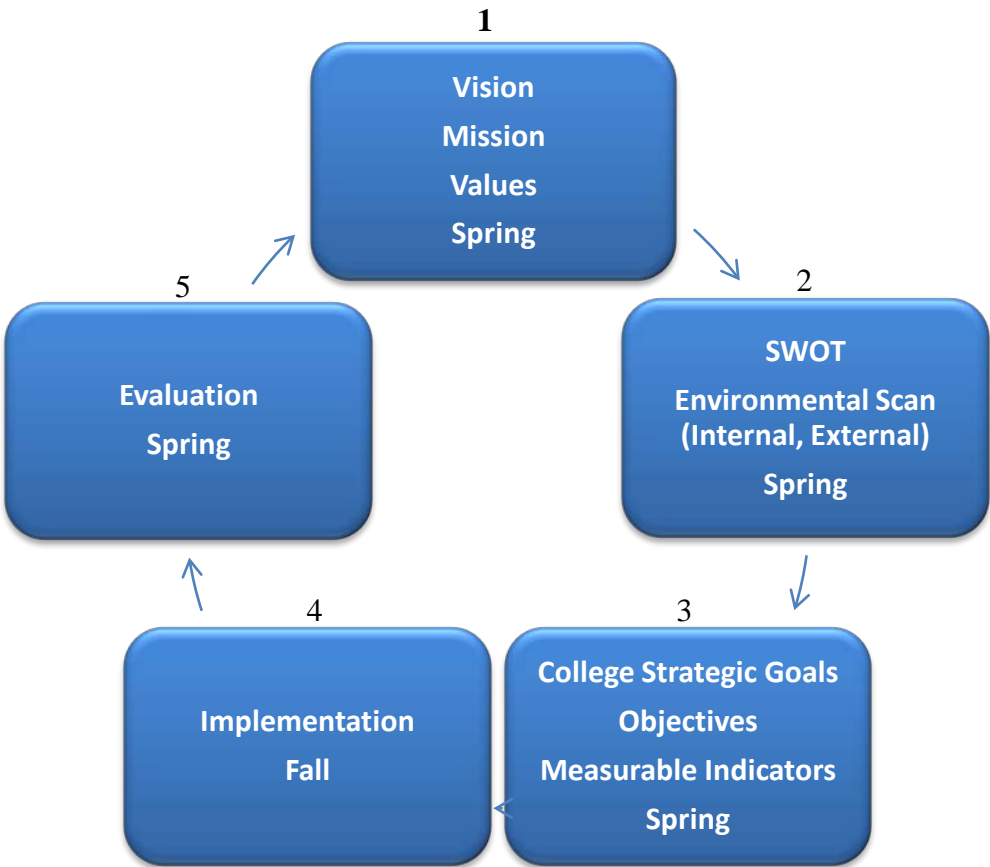 1
Vision
Mission
Values
Spring
2
SWOT
Environmental Scan
(Internal, External)
Spring
3
College Strategic Goals
Objectives
Measurable Indicators
Spring
4
Implementation
Fall
5
Evaluation
Spring